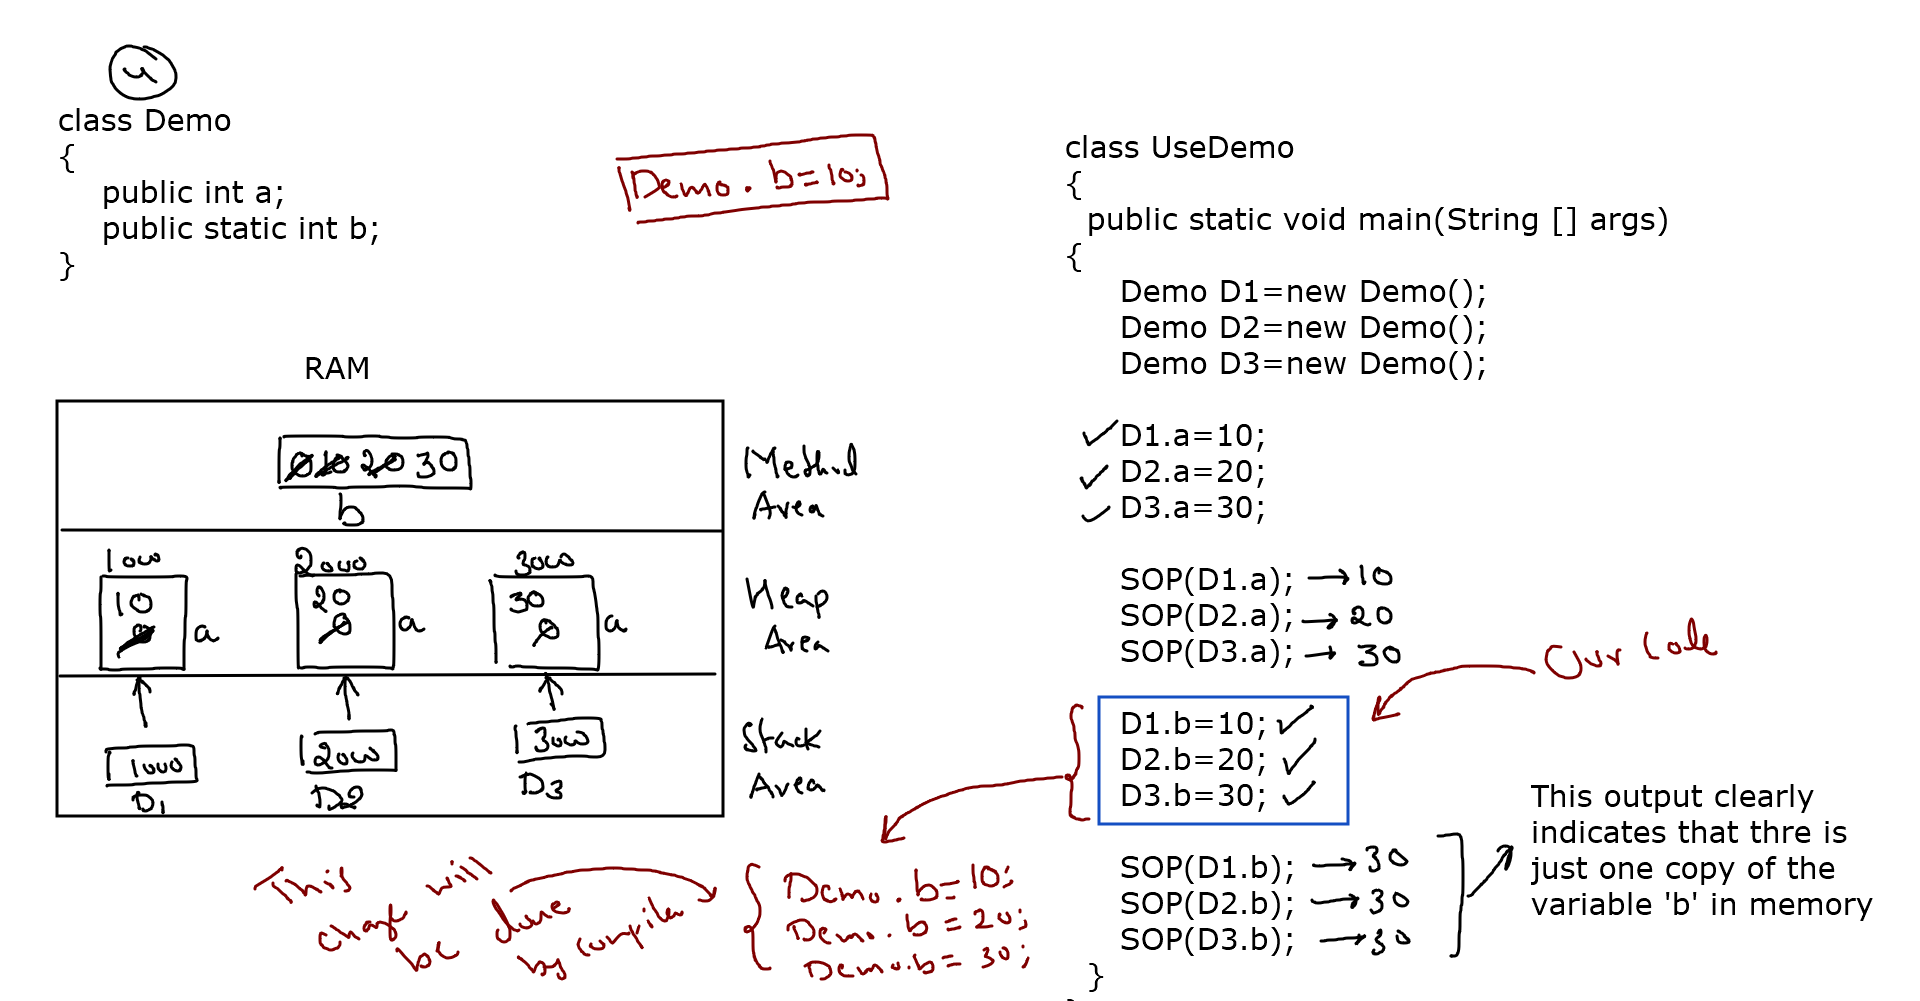 4
class Demo
{
public int a;
public static int b;
}
Demo. b=10;
RAM
0 10 20 30
b
Method
Area
1000
2000
3000
10
0
a
20
0
a
30
0
a
Heap
Area
1000
D1
2000
D2
3000
D3
Stack
Area
class UseDemo
{
public static void main(String [] args)
{
Demo D1=new Demo();
Demo D2=new Demo();
Demo D3=new Demo();
D1.a=10;
D2.a=20;
D3.a=30;
SOP(D1.a); → 10
SOP(D2.a); → 20
SOP(D3.a); → 30
Our Code
D1.b=10;
D2.b=20;
D3.b=30;
SOP(D1.b); → 30
SOP(D2.b); → 30
SOP(D3.b); → 30
}
This output clearly
indicates that thre is
just one copy of the
variable 'b' in memory
This
change will
be done
by compiler
Demo. b=10;
Demo. b = 20;
Demo.b = 30;